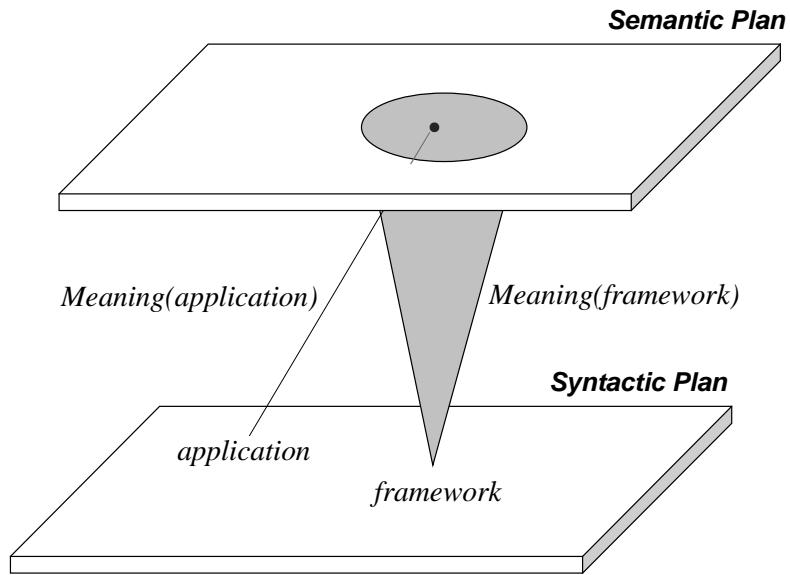 Semantic Plan
Meaning(application)
Meaning(framework)
Syntactic Plan
application
framework